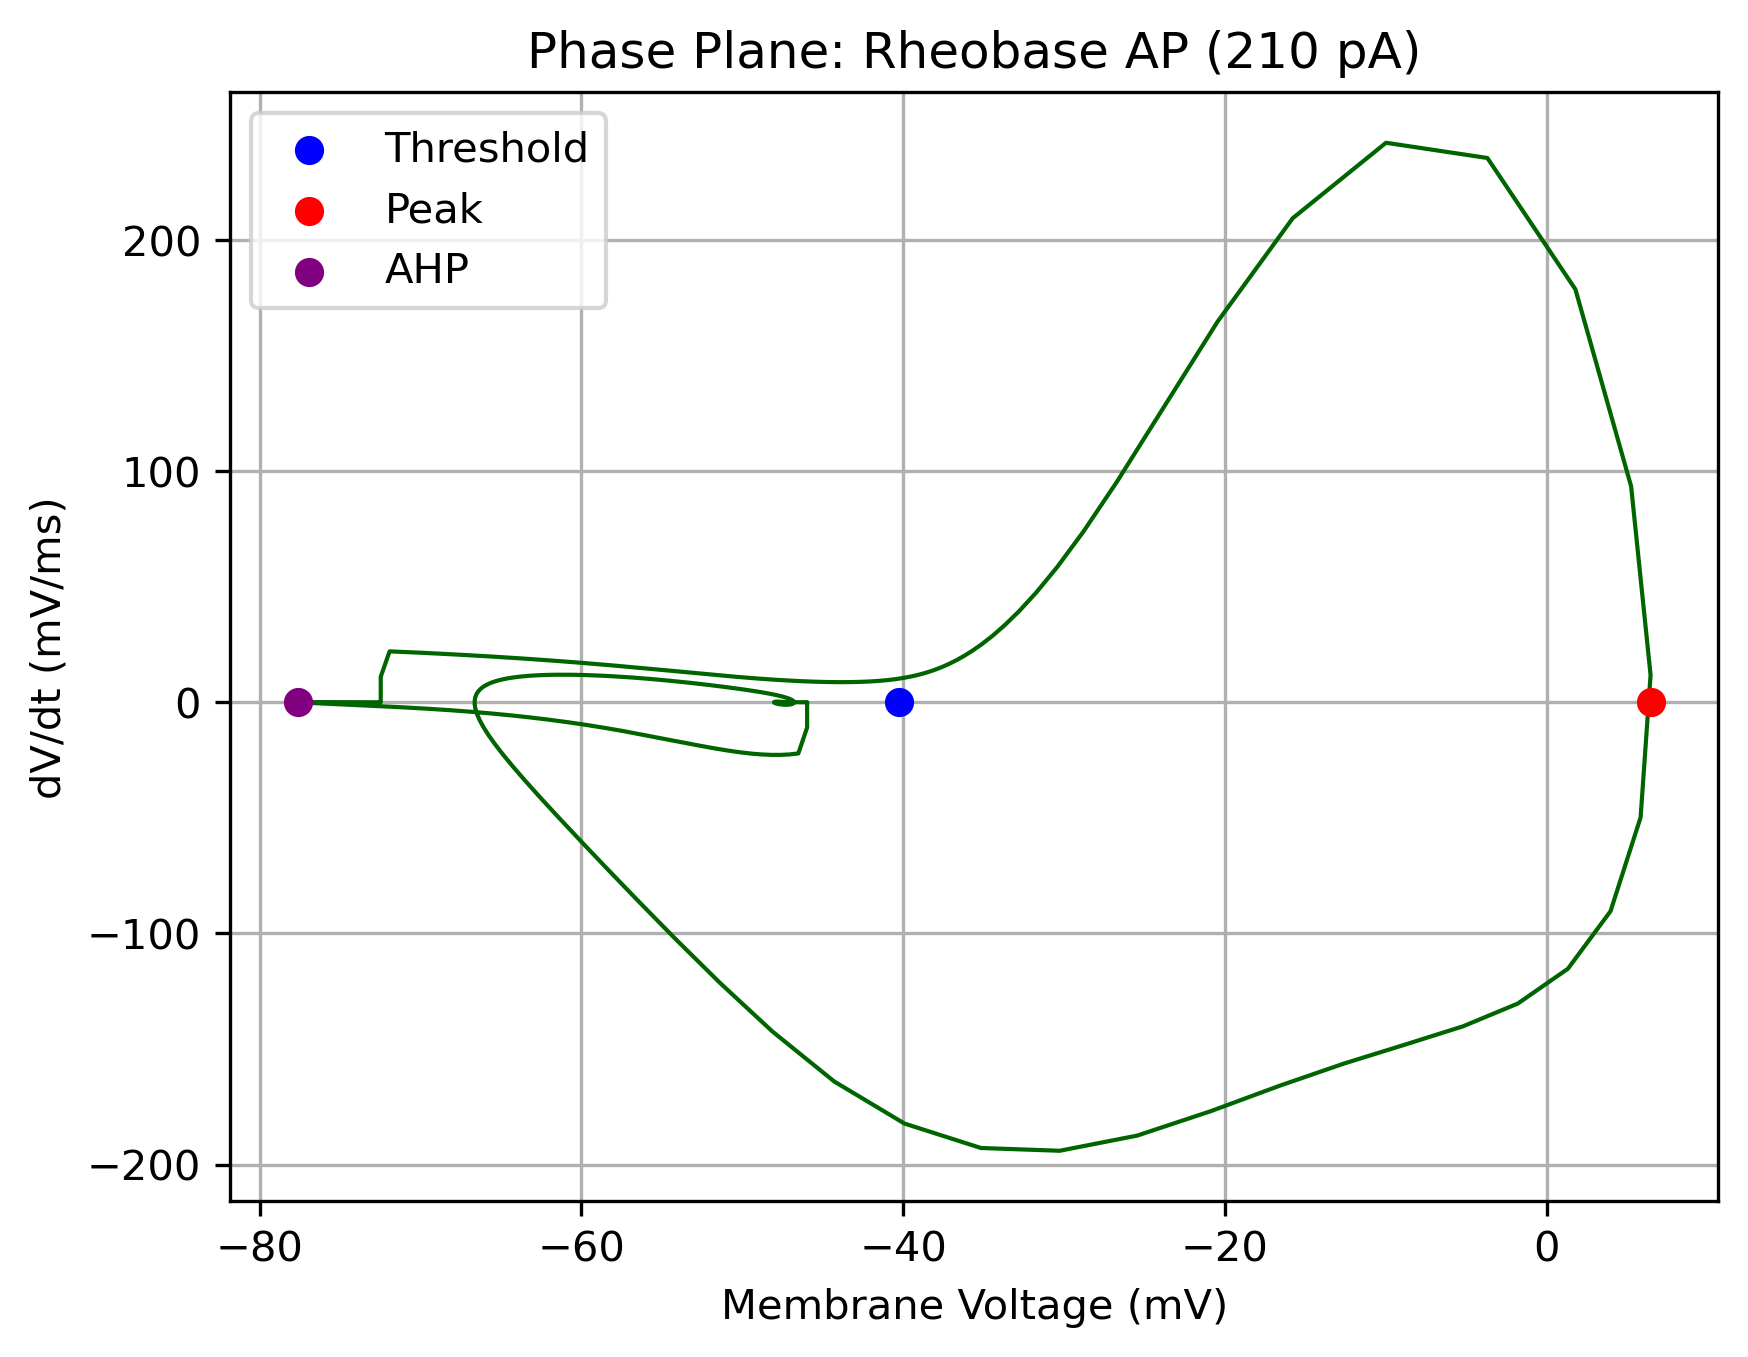 Phase Plane: Rheobase AP (210 pA)
Threshold
Peak
AHP
dV/dt (mV/ms)
200
100
0
−100
−200
−80
−60
−40
−20
0
Membrane Voltage (mV)